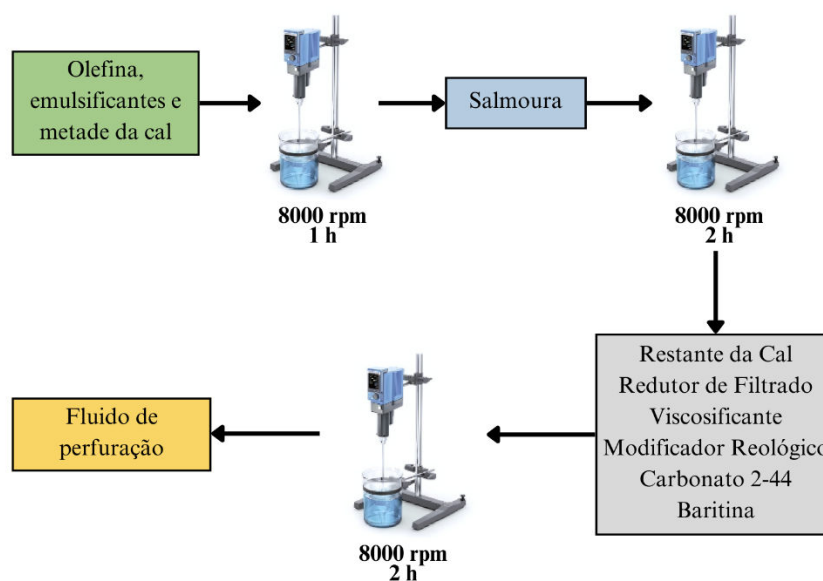 Olefina,
emulsificantes e
metade da cal
8000 rpm
1 h
Salmoura
8000 rpm
2 h
Restante da Cal
Redutor de Filtrado
Viscosificante
Modificador Reológico
Carbonato 2-44
Baritina
8000 rpm
2 h
Fluido de
perfuração